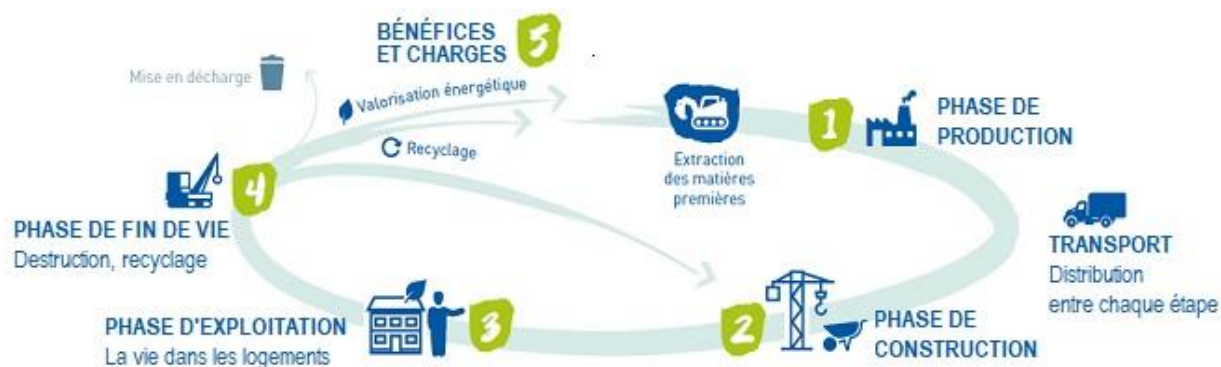 BÉNÉFICES
ET CHARGES
5
Mise en décharge
Valorisation énergétique
Recyclage
Extraction
des matières
premières
1
PHASE DE
PRODUCTION
4
PHASE DE FIN DE VIE
Destruction, recyclage
TRANSPORT
Distribution
entre chaque étape
PHASE D'EXPLOITATION
La vie dans les logements
3
2
PHASE DE
CONSTRUCTION